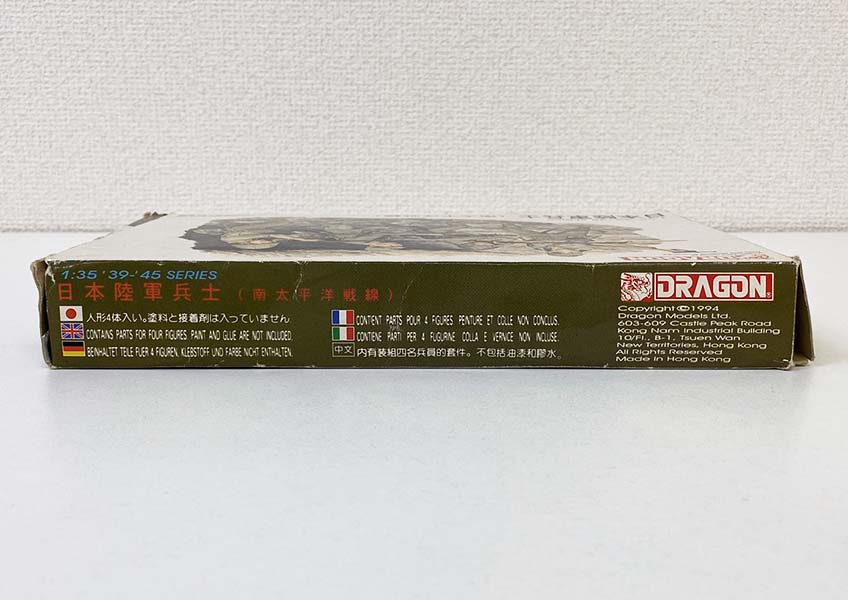 1:35 '39-'45 SERIES
日本陸軍兵士 (南太平洋戦線)
人形4体入い。塗料と接着剤は入っていません.
CONTAINS PARTS FOR FOUR FIGURES. PAINT AND GLUE ARE NOT INCLUDED.
BEINHALTET TEILE FUER 4 FIGUREN, KLEBSTOFF UND FARBE NICHT ENTHALTEN.
CONTIENT PARTS POUR 4 FIGURES PEINTURE ET COLLE NON CONCLUS.
CONTIENE PARTI PER 4 FIGURINE COLLA E VERNICE NON INCLUSE.
中文 內有裝組四名兵員的套件。不包括油漆和膠水。
DRAGON
Copyright ©1994
Dragon Models Ltd.
603-609 Castle Peak Road
Kong Nam Industrial Building
10/Fl., B-1, Tsuen Wan
New Territories, Hong Kong
All Rights Reserved
Made in Hong Kong